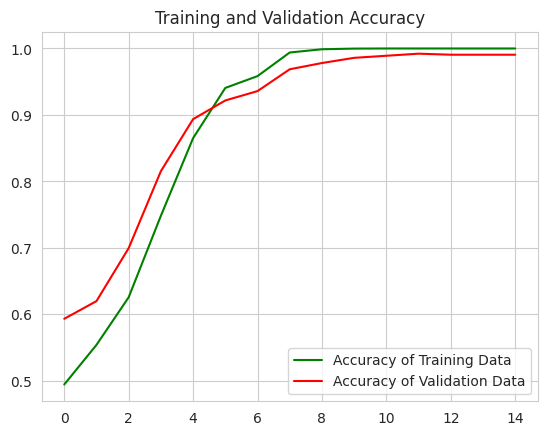 Training and Validation Accuracy
1.0
0.9
0.8
0.7
0.6
0.5
Accuracy of Training Data
Accuracy of Validation Data
0 2 4 6 8 10 12 14